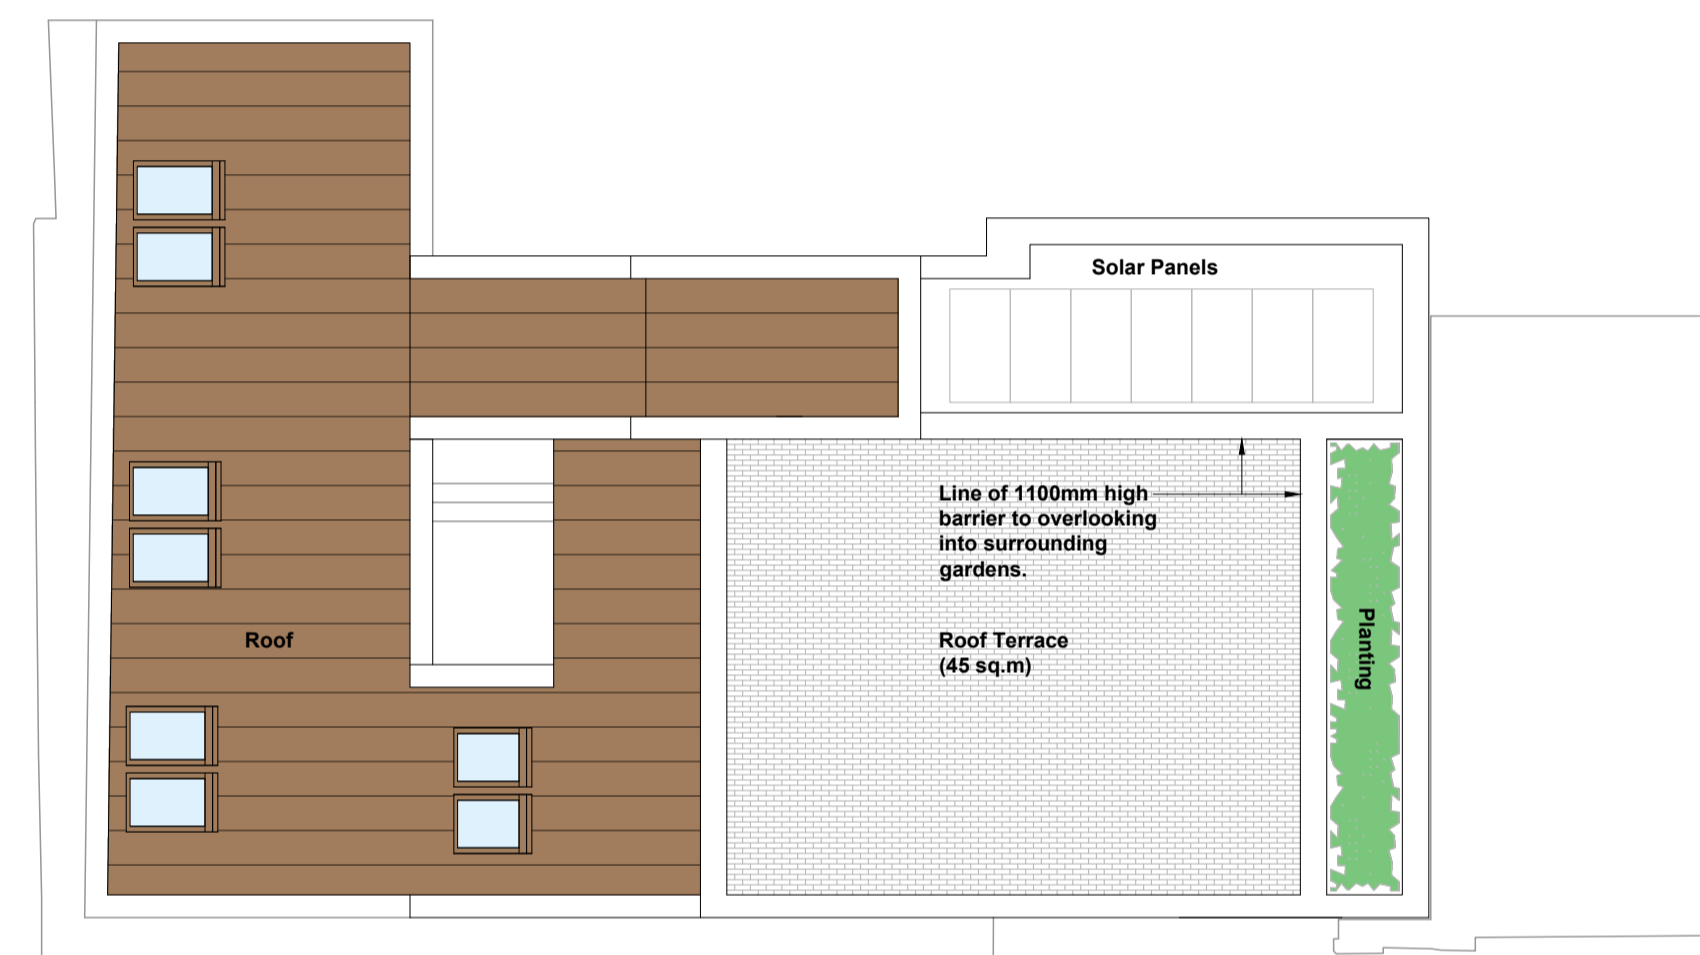 Solar Panels
Line of 1100mm high
barrier to overlooking
into surrounding
gardens.
Roof
Roof Terrace
(45 sq.m)
Planting